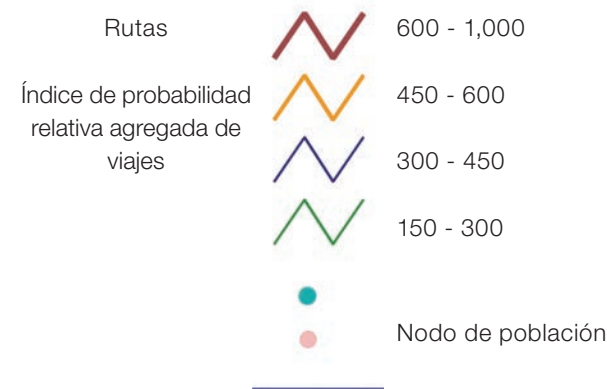 Rutas
600 - 1,000
Índice de probabilidad
relativa agregada de
viajes
450 - 600
300 - 450
150 - 300
Nodo de población